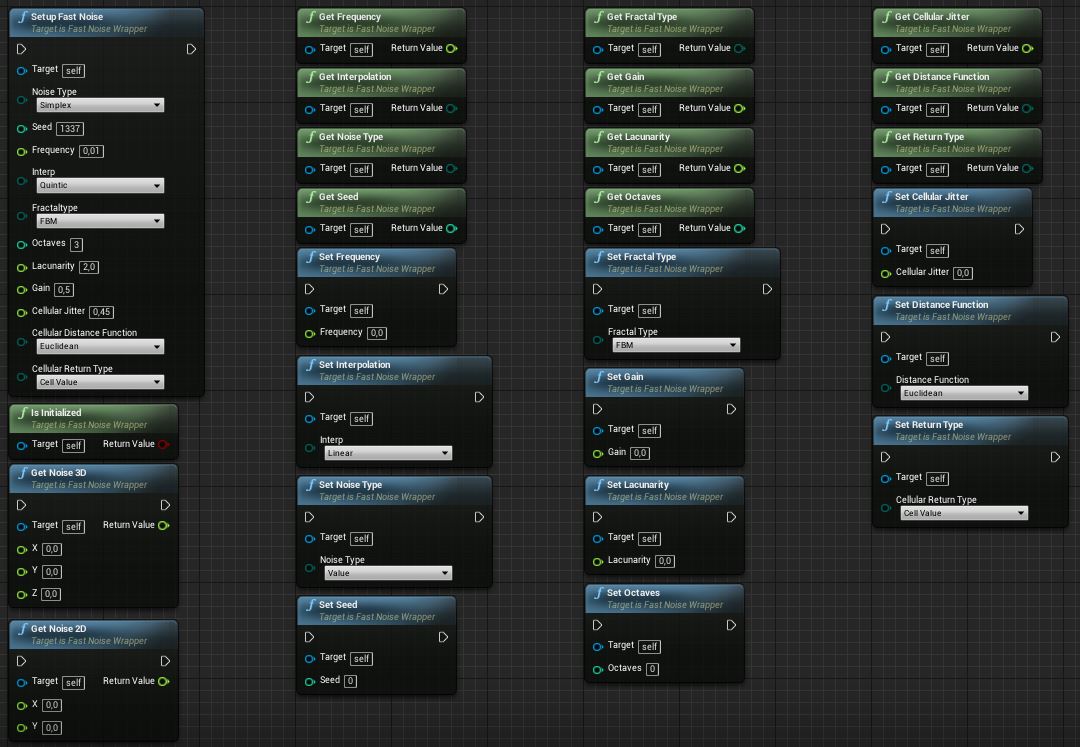 Setup Fast Noise
Target is Fast Noise Wrapper
Target self
Noise Type
Simplex
Seed 1337
Frequency 0,01
Interp
Quintic
Fractaltype
FBM
Octaves 3
Lacunarity 2,0
Gain 0,5
Cellular Jitter 0,45
Cellular Distance Function
Euclidean
Cellular Return Type
Cell Value
Is Initialized
Target is Fast Noise Wrapper
Target self Return Value
Get Noise 3D
Target is Fast Noise Wrapper
Target self Return Value
X 0,0
Y 0,0
Z 0,0
Get Noise 2D
Target is Fast Noise Wrapper
Target self Return Value
X 0,0
Y 0,0
Get Frequency
Target is Fast Noise Wrapper
Target self Return Value
Get Interpolation
Target is Fast Noise Wrapper
Target self Return Value
Get Noise Type
Target is Fast Noise Wrapper
Target self Return Value
Get Seed
Target is Fast Noise Wrapper
Target self Return Value
Set Frequency
Target is Fast Noise Wrapper
Target self
Frequency 0,0
Set Interpolation
Target is Fast Noise Wrapper
Target self
Interp
Linear
Set Noise Type
Target is Fast Noise Wrapper
Target self
Noise Type
Value
Set Seed
Target is Fast Noise Wrapper
Target self
Seed 0
Get Fractal Type
Target is Fast Noise Wrapper
Target self Return Value
Get Gain
Target is Fast Noise Wrapper
Target self Return Value
Get Lacunarity
Target is Fast Noise Wrapper
Target self Return Value
Get Octaves
Target is Fast Noise Wrapper
Target self Return Value
Set Fractal Type
Target is Fast Noise Wrapper
Target self
Fractal Type
FBM
Set Gain
Target is Fast Noise Wrapper
Target self
Gain 0,0
Set Lacunarity
Target is Fast Noise Wrapper
Target self
Lacunarity 0,0
Set Octaves
Target is Fast Noise Wrapper
Target self
Octaves 0
Get Cellular Jitter
Target is Fast Noise Wrapper
Target self Return Value
Get Distance Function
Target is Fast Noise Wrapper
Target self Return Value
Get Return Type
Target is Fast Noise Wrapper
Target self Return Value
Set Cellular Jitter
Target is Fast Noise Wrapper
Target self
Cellular Jitter 0,0
Set Distance Function
Target is Fast Noise Wrapper
Target self
Distance Function
Euclidean
Set Return Type
Target is Fast Noise Wrapper
Target self
Cellular Return Type
Cell Value